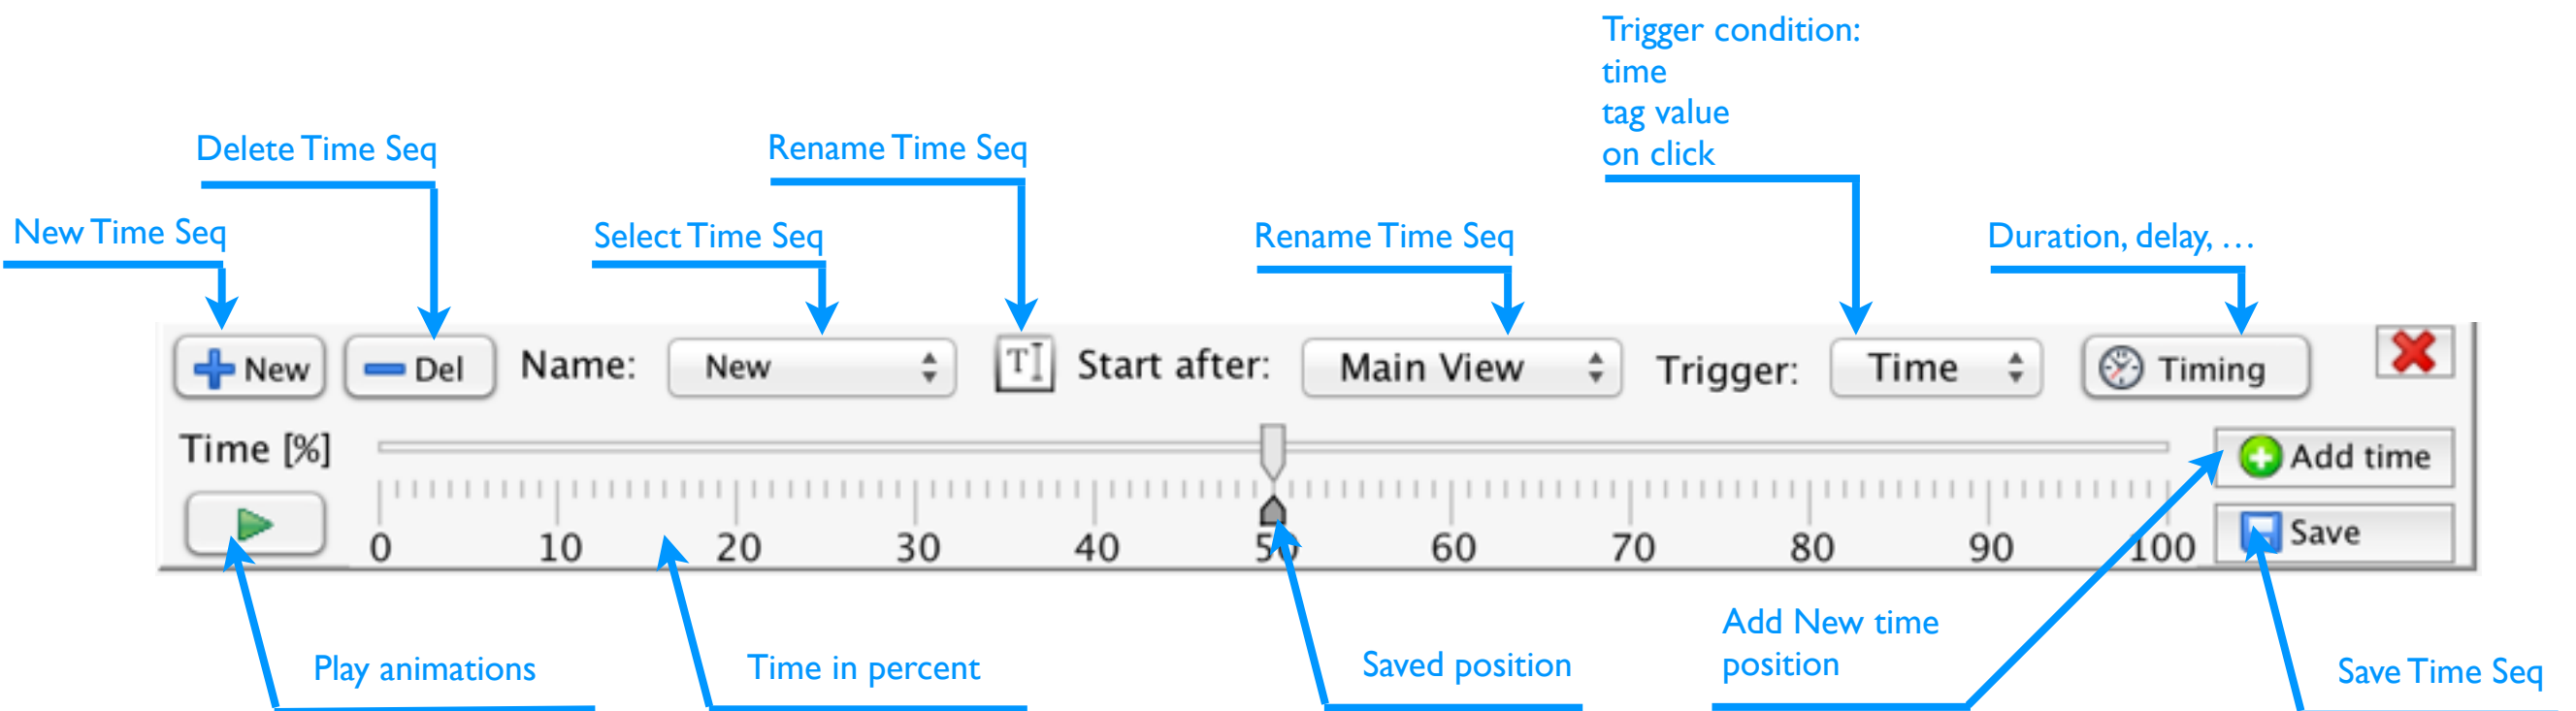 Trigger condition:
time
tag value
on click
Delete Time Seq
Rename Time Seq
New Time Seq
Select Time Seq
Rename Time Seq
Duration, delay, …
New
Del
Name:
New
T
Start after:
Main View
Trigger:
Time
Timing
Time [%]
Add time
0 10 20 30 40 50 60 70 80 90 100
Save
Add New time
position
Play animations
Time in percent
Saved position
Save Time Seq